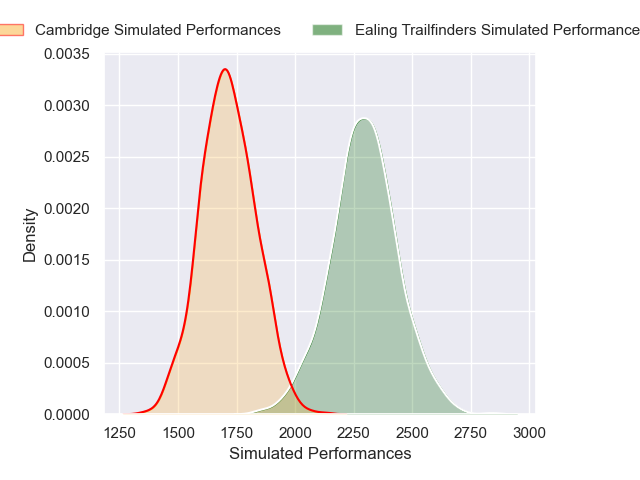 Cambridge Simulated Performances Ealing Trailfinders Simulated Performance
0.0035
0.0030
0.0025
0.0020
0.0015
0.0010
0.0005
0.0000
Density
1250 1500 1750 2000 2250 2500 2750 3000
Simulated Performances